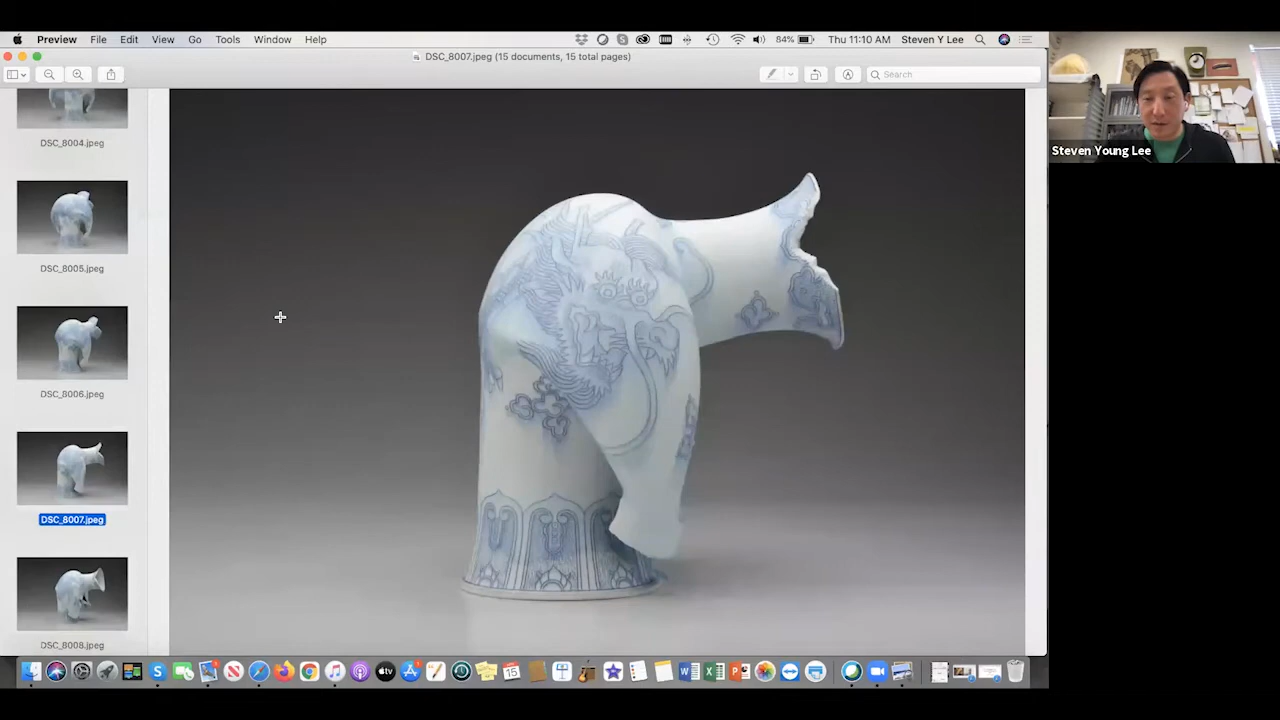 Preview File Edit View Go Tools Window Help 84% Thu 11:10 AM Steven Y Lee
DSC_8007.jpeg (15 documents, 15 total pages)
Search
DSC_8004.jpeg
DSC_8005.jpeg
DSC_8006.jpeg
DSC_8007.jpeg
DSC_8008.jpeg
Steven Young Lee
15